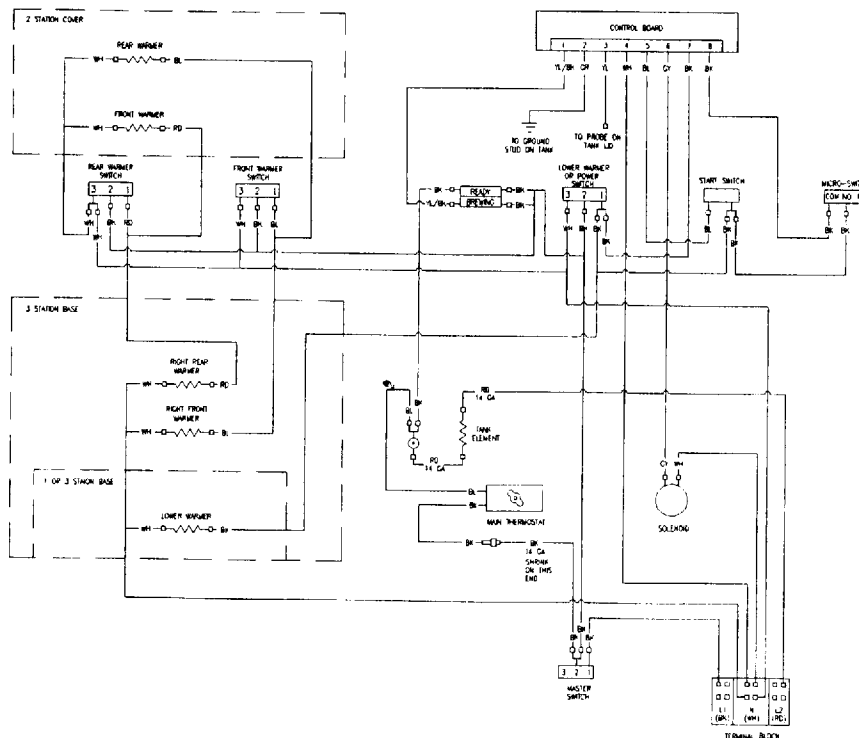 2 STATION COVER
REAR WARMER
WH BL
FRONT WARMER
WH RD
REAR WARMER
SWITCH
3 2 1
WH BK RD
WH
FRONT WARMER
SWITCH
3 2 1
WH BK BL
CONTROL BOARD
1 2 3 4 5 6 7 8
YL/BK GR YL WH BL GY BK BK
TO GROUND
STUD ON TANK
TO PROBE ON
TANK LID
BK READY BK
YL/BK BREWING BK
LOWER WARMER
OR POWER
SWITCH
3 2 1
WH BK BK
BK
START SWITCH
BL BK
BK
MICRO-SWIT
COM NO
BK BK
3 STATION BASE
RIGHT REAR
WARMER
WH RD
RIGHT FRONT
WARMER
WH BL
1 OR 3 STATION BASE
LOWER WARMER
WH BK
BL BK
RD
14 GA
RD
14 GA
TANK
ELEMENT
BL
BK
MAIN THERMOSTAT
BK BK
14 GA
SHRINK
ON THIS
END
GY WH
SOLENOID
BK BK BK
3 2 1
MASTER
SWITCH
L1
(BK)
N
(WH)
L2
(RD)
TERMINAL BLOCK